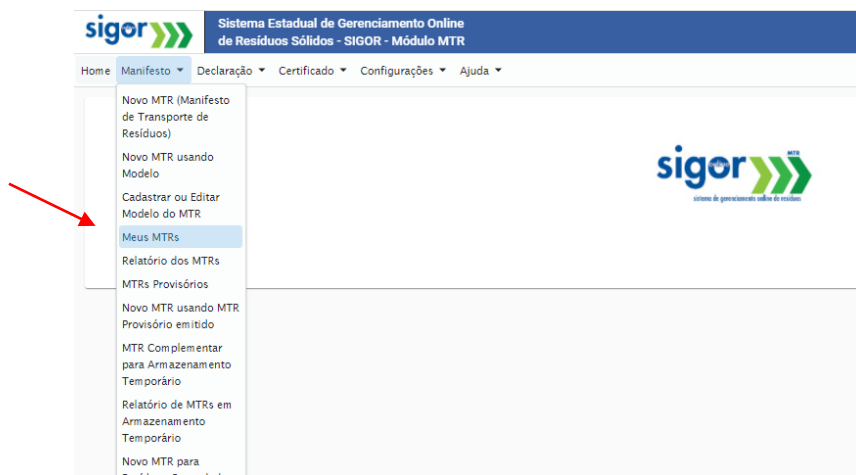 sigor
Sistema Estadual de Gerenciamento Online
de Resíduos Sólidos - SIGOR - Módulo MTR
Home Manifesto Declaração Certificado Configurações Ajuda
Novo MTR (Manifesto
de Transporte de
Resíduos)
Novo MTR usando
Modelo
Cadastrar ou Editar
Modelo do MTR
Meus MTRs
Relatório dos MTRs
MTRs Provisórios
Novo MTR usando MTR
Provisório emitido
MTR Complementar
para Armazenamento
Temporário
Relatório de MTRs em
Armazenamento
Temporário
Novo MTR para
MTR
sigor
sistema de gerenciamento online de resíduos